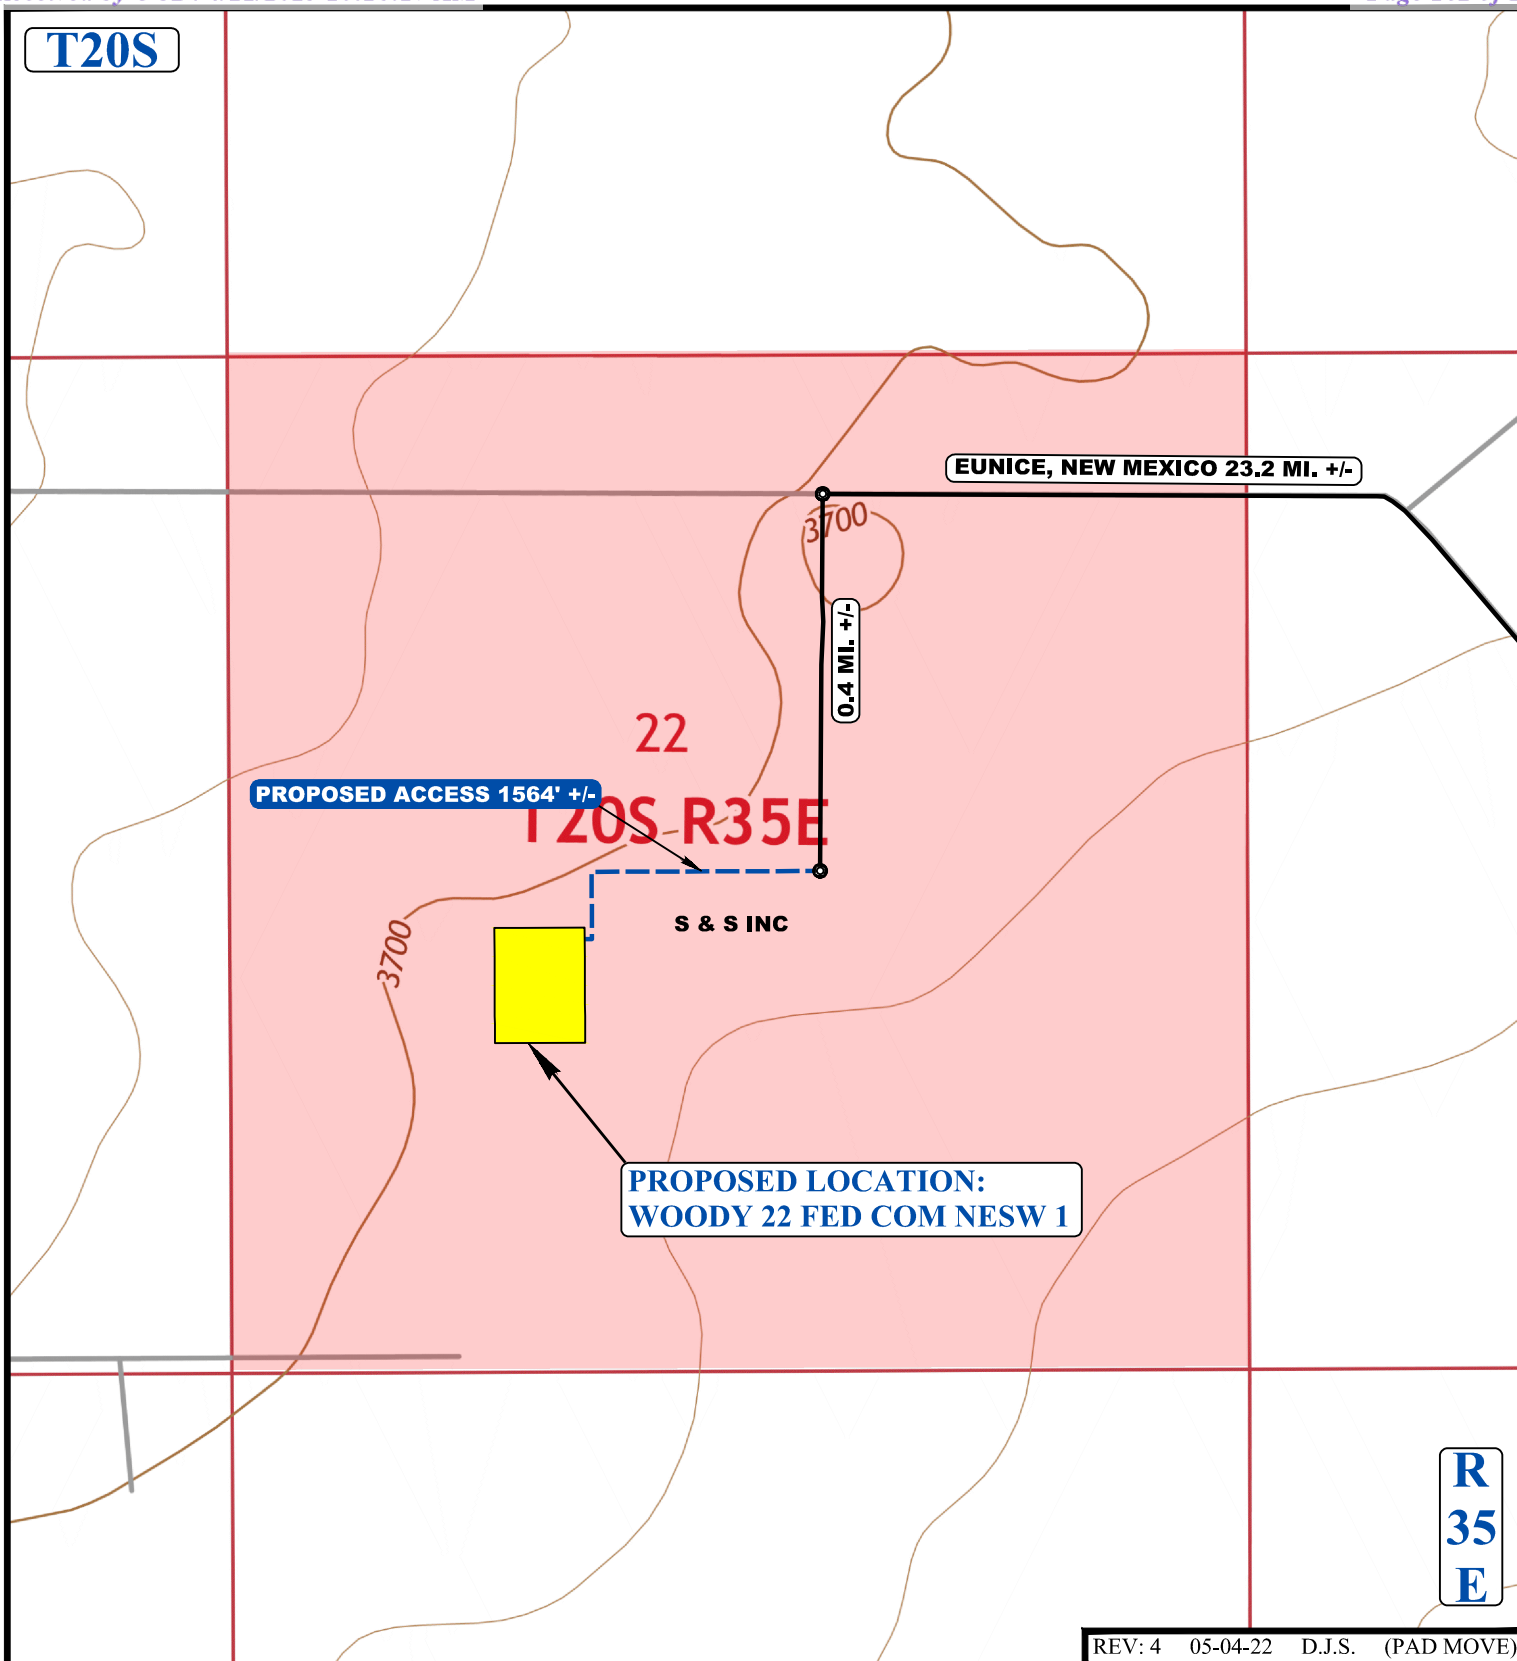 T20S
EUNICE, NEW MEXICO 23.2 MI. +/-
3700
0.4 MI. +/-
22
PROPOSED ACCESS 1564' +/-
T20S R35E
S & S INC
3700
PROPOSED LOCATION:
WOODY 22 FED COM NESW 1
R
35
E
REV: 4 05-04-22 D.J.S. (PAD MOVE)